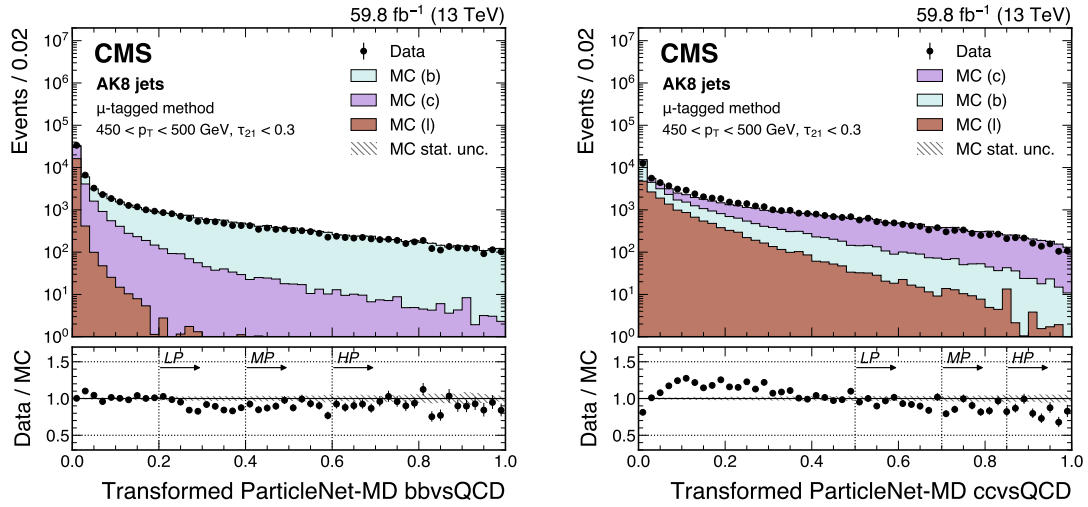 59.8 fb⁻¹ (13 TeV)
Events / 0.02
10⁷
10⁶
10⁵
10⁴
10³
10²
10¹
10⁰
CMS
AK8 jets
μ-tagged method
450 < pT < 500 GeV, τ21 < 0.3
Data
MC (b)
MC (c)
MC (l)
MC stat. unc.
Data / MC
1.5
1.0
0.5
LP
MP
HP
0.0 0.2 0.4 0.6 0.8 1.0
Transformed ParticleNet-MD bbvsQCD
59.8 fb⁻¹ (13 TeV)
Events / 0.02
10⁷
10⁶
10⁵
10⁴
10³
10²
10¹
10⁰
CMS
AK8 jets
μ-tagged method
450 < pT < 500 GeV, τ21 < 0.3
Data
MC (c)
MC (b)
MC (l)
MC stat. unc.
Data / MC
1.5
1.0
0.5
LP
MP
HP
0.0 0.2 0.4 0.6 0.8 1.0
Transformed ParticleNet-MD ccvsQCD